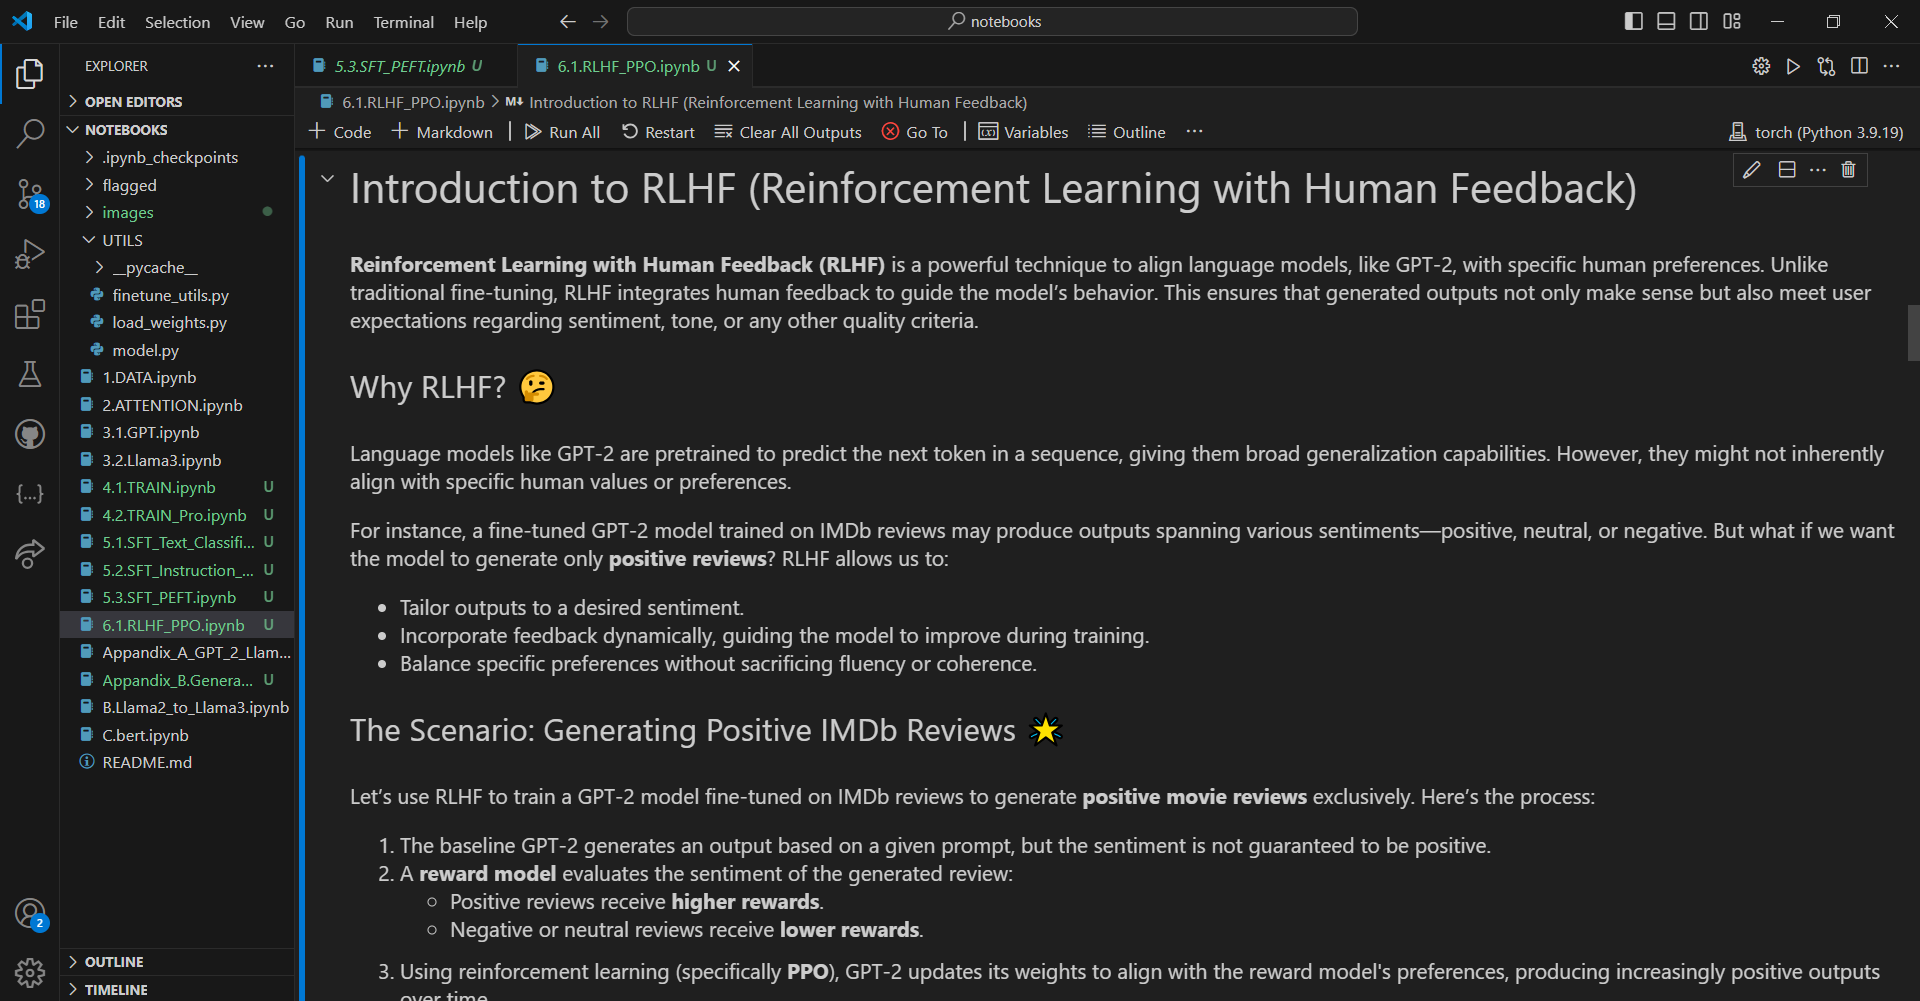 File Edit Selection View Go Run Terminal Help
notebooks
EXPLORER
OPEN EDITORS
NOTEBOOKS
.ipynb_checkpoints
flagged
images
UTILS
__pycache__
finetune_utils.py
load_weights.py
model.py
1.DATA.ipynb
2.ATTENTION.ipynb
3.1.GPT.ipynb
3.2.Llama3.ipynb
4.1.TRAIN.ipynb U
4.2.TRAIN_Pro.ipynb U
5.1.SFT_Text_Classifi... U
5.2.SFT_Instruction_... U
5.3.SFT_PEFT.ipynb U
6.1.RLHF_PPO.ipynb U
Appendix_A_GPT_2_Llam...
Appendix_B.Genera... U
B.Llama2_to_Llama3.ipynb
C.bert.ipynb
README.md
OUTLINE
TIMELINE
18
{...}
2
5.3.SFT_PEFT.ipynb U
6.1.RLHF_PPO.ipynb U
6.1.RLHF_PPO.ipynb > M↓ Introduction to RLHF (Reinforcement Learning with Human Feedback)
+ Code + Markdown | Run All Restart Clear All Outputs Go To | Variables Outline ...
torch (Python 3.9.19)
Introduction to RLHF (Reinforcement Learning with Human Feedback)
Reinforcement Learning with Human Feedback (RLHF) is a powerful technique to align language models, like GPT-2, with specific human preferences. Unlike
traditional fine-tuning, RLHF integrates human feedback to guide the model’s behavior. This ensures that generated outputs not only make sense but also meet user
expectations regarding sentiment, tone, or any other quality criteria.
Why RLHF? 🤔
Language models like GPT-2 are pretrained to predict the next token in a sequence, giving them broad generalization capabilities. However, they might not inherently
align with specific human values or preferences.
For instance, a fine-tuned GPT-2 model trained on IMDb reviews may produce outputs spanning various sentiments—positive, neutral, or negative. But what if we want
the model to generate only positive reviews? RLHF allows us to:
• Tailor outputs to a desired sentiment.
• Incorporate feedback dynamically, guiding the model to improve during training.
• Balance specific preferences without sacrificing fluency or coherence.
The Scenario: Generating Positive IMDb Reviews 🌟
Let’s use RLHF to train a GPT-2 model fine-tuned on IMDb reviews to generate positive movie reviews exclusively. Here’s the process:
1. The baseline GPT-2 generates an output based on a given prompt, but the sentiment is not guaranteed to be positive.
2. A reward model evaluates the sentiment of the generated review:
○ Positive reviews receive higher rewards.
○ Negative or neutral reviews receive lower rewards.
3. Using reinforcement learning (specifically PPO), GPT-2 updates its weights to align with the reward model's preferences, producing increasingly positive outputs
over time